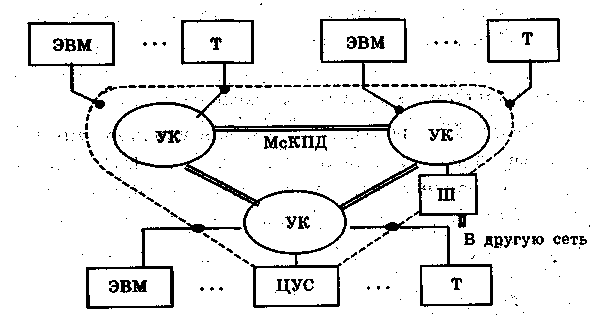 ЭВМ ... Т ЭВМ ... Т
УК УК
МсКПД
Ш
УК
В другую сеть
ЭВМ ... ЦУС ... Т